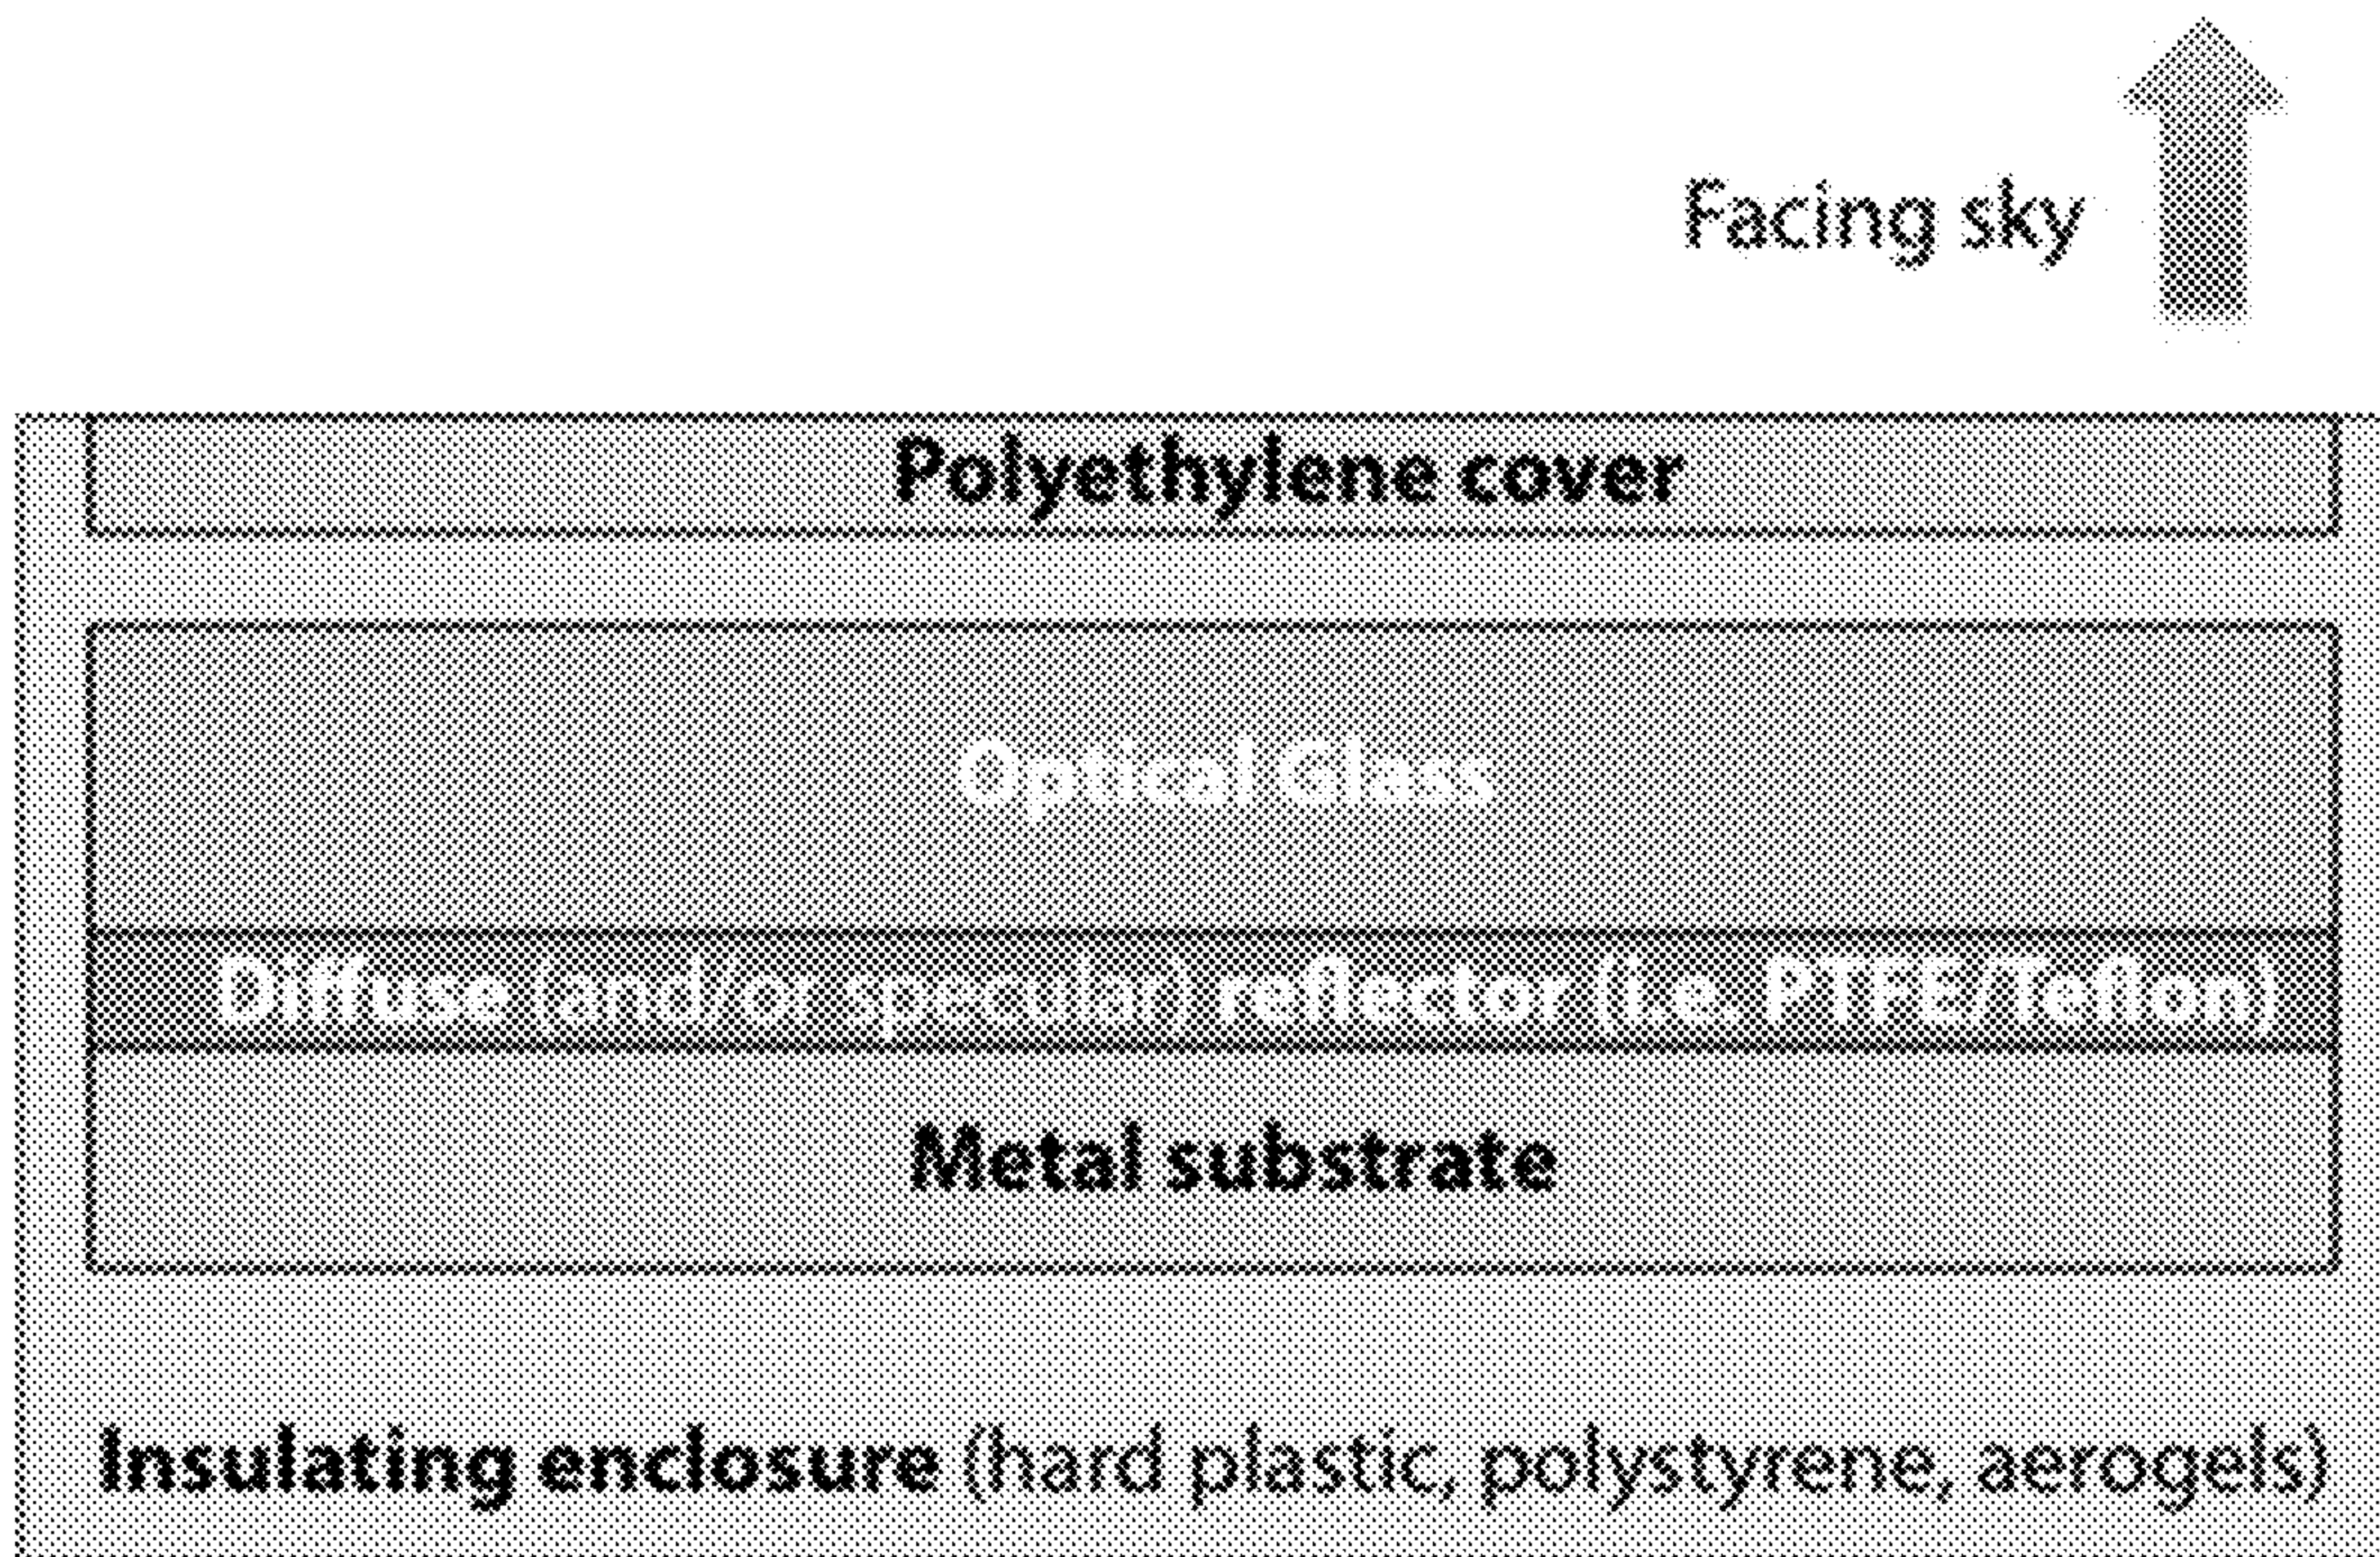 Facing sky
Polyethylene cover
Optical Glass
Diffuse (and/or specular) reflector (i.e. PTFE/Teflon)
Metal substrate
Insulating enclosure (hard plastic, polystyrene, aerogels)